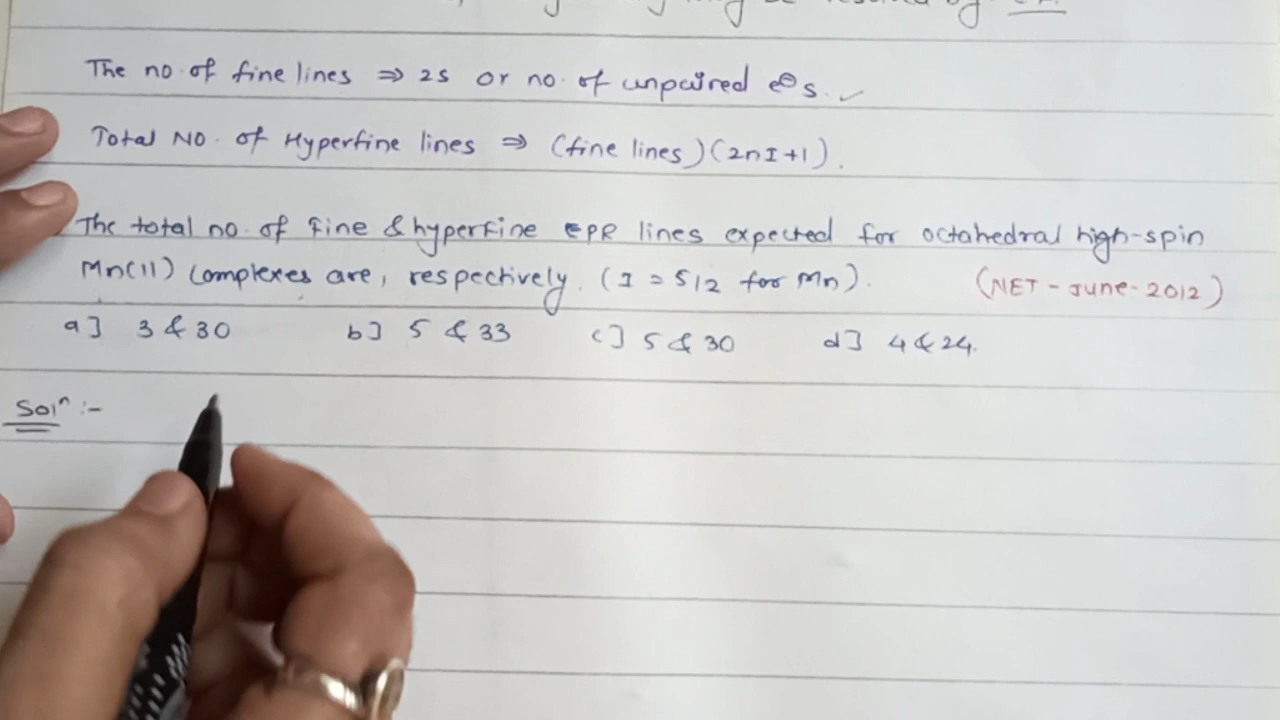 The no. of fine lines ⇒ 2S or no. of unpaired e⊖s.
Total No. of Hyperfine lines ⇒ (fine lines)(2nI+1).
The total no. of fine & hyperfine EPR lines expected for octahedral high-spin
Mn(II) complexes are, respectively. (I = 5/2 for Mn). (NET - June - 2012)
a] 3 & 30 b] 5 & 33 c] 5 & 30 d] 4 & 24.
Solⁿ :-